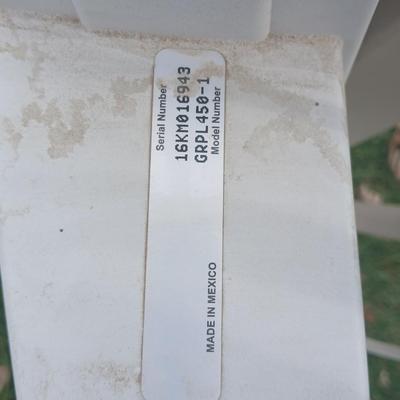 Serial Number
16KM016943
GRPL450-1
Model Number
MADE IN MEXICO